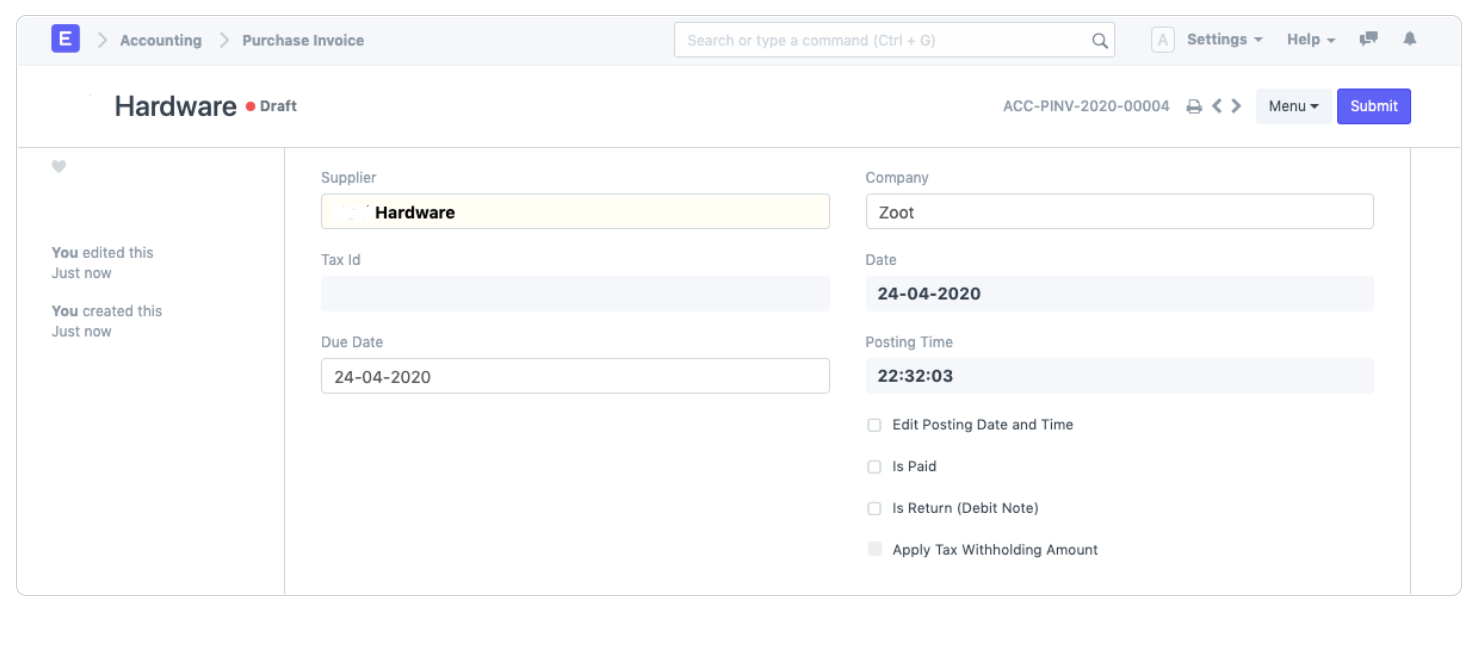 E > Accounting > Purchase Invoice Search or type a command (Ctrl + G) A Settings Help
Hardware Draft ACC-PINV-2020-00004 Menu Submit
Supplier
Hardware
Company
Zoot
You edited this
Just now
You created this
Just now
Tax Id
Date
24-04-2020
Due Date
24-04-2020
Posting Time
22:32:03
Edit Posting Date and Time
Is Paid
Is Return (Debit Note)
Apply Tax Withholding Amount